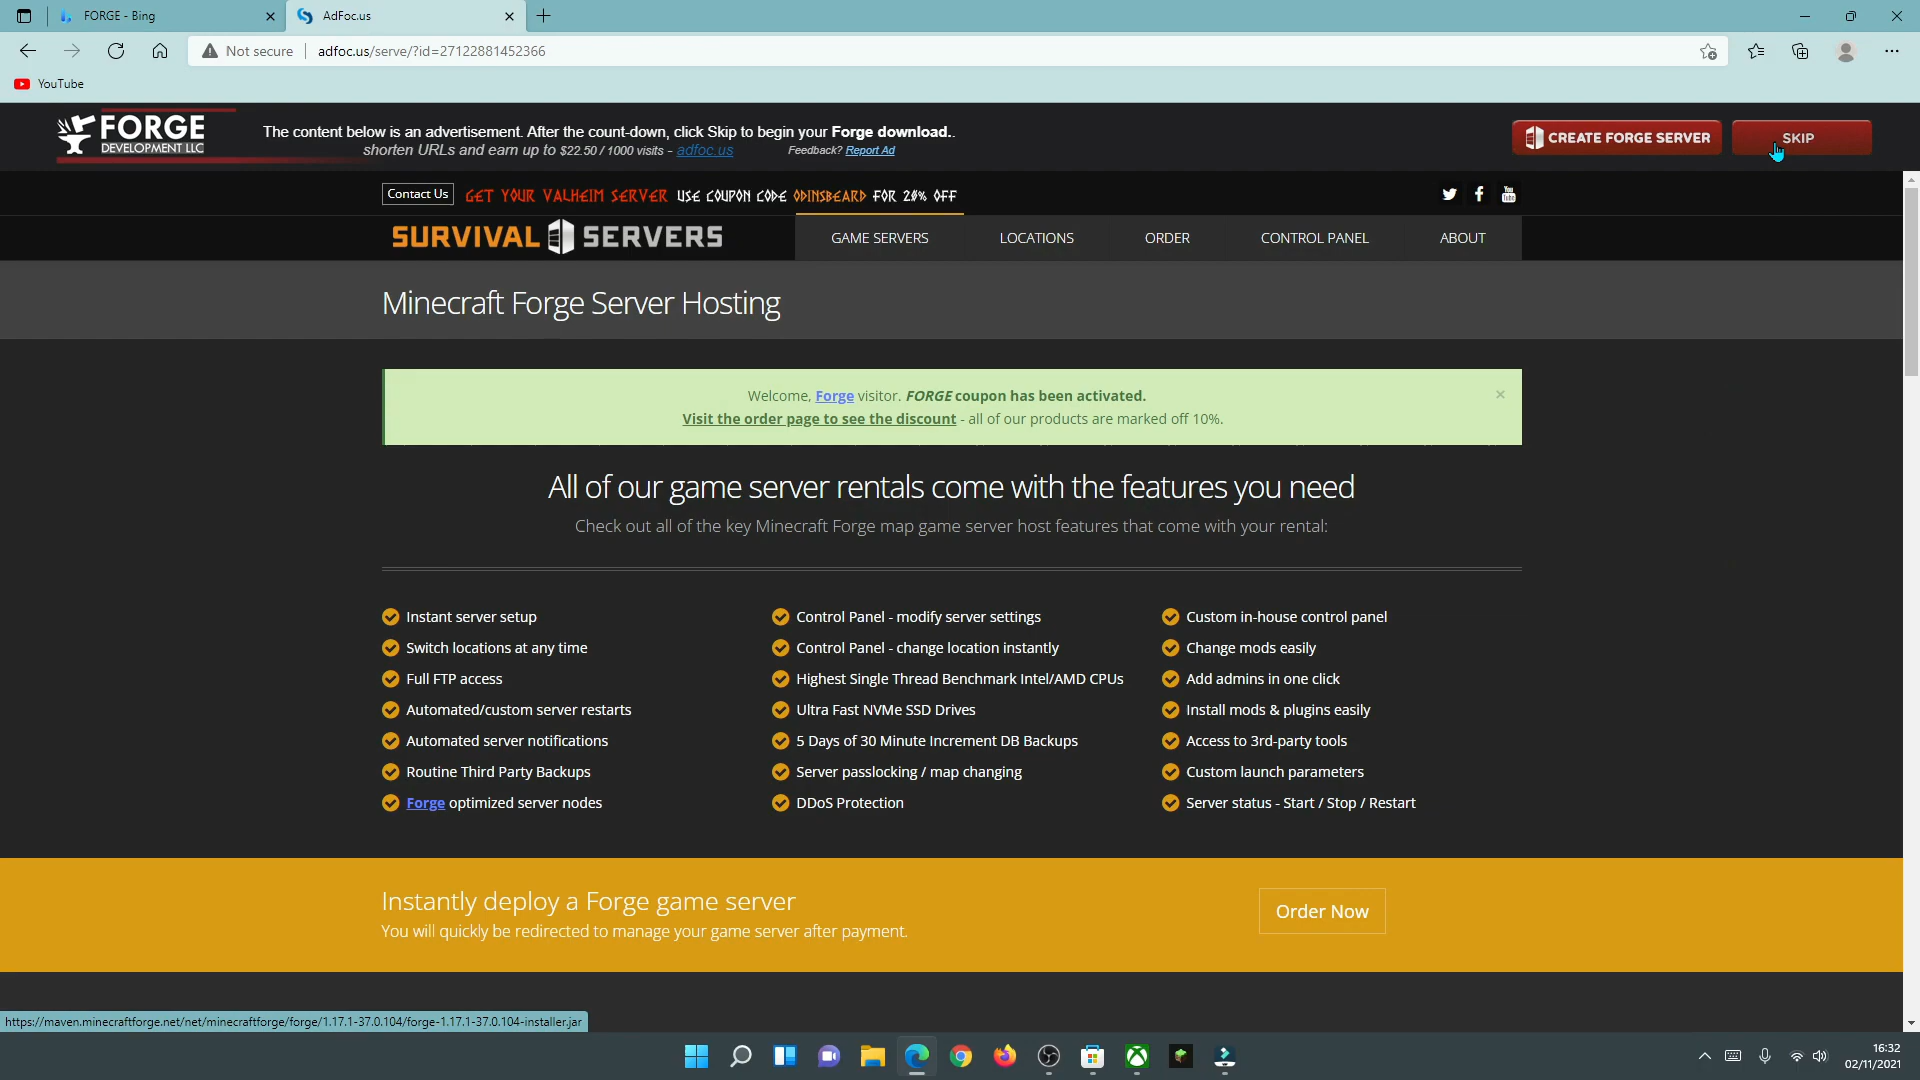 FORGE - Bing
AdFoc.us
Not secure
adfoc.us/serve/?id=27122881452366
YouTube
FORGE
DEVELOPMENT LLC
The content below is an advertisement. After the count-down, click Skip to begin your Forge download..
shorten URLs and earn up to $22.50 / 1000 visits - adfoc.us
Feedback? Report Ad
CREATE FORGE SERVER
SKIP
Contact Us
GET YOUR VALHEIM SERVER USE COUPON CODE ODINSBEARD FOR 20% OFF
SURVIVAL SERVERS
GAME SERVERS
LOCATIONS
ORDER
CONTROL PANEL
ABOUT
Minecraft Forge Server Hosting
Welcome, Forge visitor. FORGE coupon has been activated.
Visit the order page to see the discount - all of our products are marked off 10%.
All of our game server rentals come with the features you need
Check out all of the key Minecraft Forge map game server host features that come with your rental:
Instant server setup
Switch locations at any time
Full FTP access
Automated/custom server restarts
Automated server notifications
Routine Third Party Backups
Forge optimized server nodes
Control Panel - modify server settings
Control Panel - change location instantly
Highest Single Thread Benchmark Intel/AMD CPUs
Ultra Fast NVMe SSD Drives
5 Days of 30 Minute Increment DB Backups
Server passlocking / map changing
DDoS Protection
Custom in-house control panel
Change mods easily
Add admins in one click
Install mods & plugins easily
Access to 3rd-party tools
Custom launch parameters
Server status - Start / Stop / Restart
Instantly deploy a Forge game server
You will quickly be redirected to manage your game server after payment.
Order Now
https://maven.minecraftforge.net/net/minecraftforge/forge/1.17.1-37.0.104/forge-1.17.1-37.0.104-installer.jar
16:32
02/11/2021